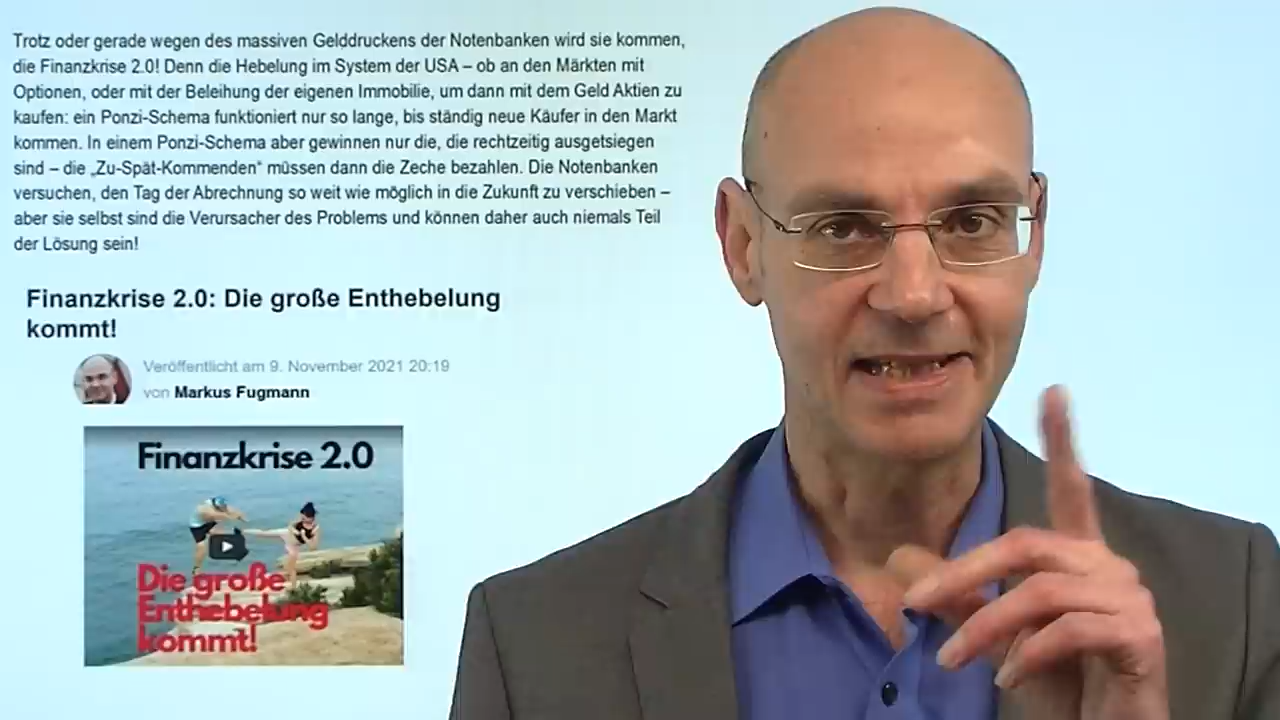 Trotz oder gerade wegen des massiven Gelddruckens der Notenbanken wird sie kommen,
die Finanzkrise 2.0! Denn die Hebelung im System der USA – ob an den Märkten mit
Optionen, oder mit der Beleihung der eigenen Immobilie, um dann mit dem Geld Aktien zu
kaufen: ein Ponzi-Schema funktioniert nur so lange, bis ständig neue Käufer in den Markt
kommen. In einem Ponzi-Schema aber gewinnen nur die, die rechtzeitig ausgetsiegen
sind – die „Zu-Spät-Kommenden“ müssen dann die Zeche bezahlen. Die Notenbanken
versuchen, den Tag der Abrechnung so weit wie möglich in die Zukunft zu verschieben –
aber sie selbst sind die Verursacher des Problems und können daher auch niemals Teil
der Lösung sein!
Finanzkrise 2.0: Die große Enthebelung
kommt!
Veröffentlicht am 9. November 2021 20:19
von Markus Fugmann
Finanzkrise 2.0
Die große
Enthebelung
kommt!